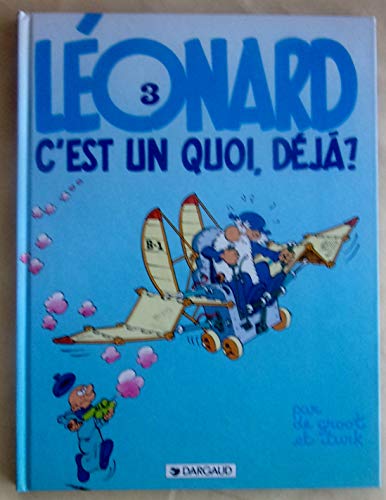 LÉONARD
3
C'EST UN QUOI, DÉJÀ?
B-1
par
de groot
et turk
DARGAUD